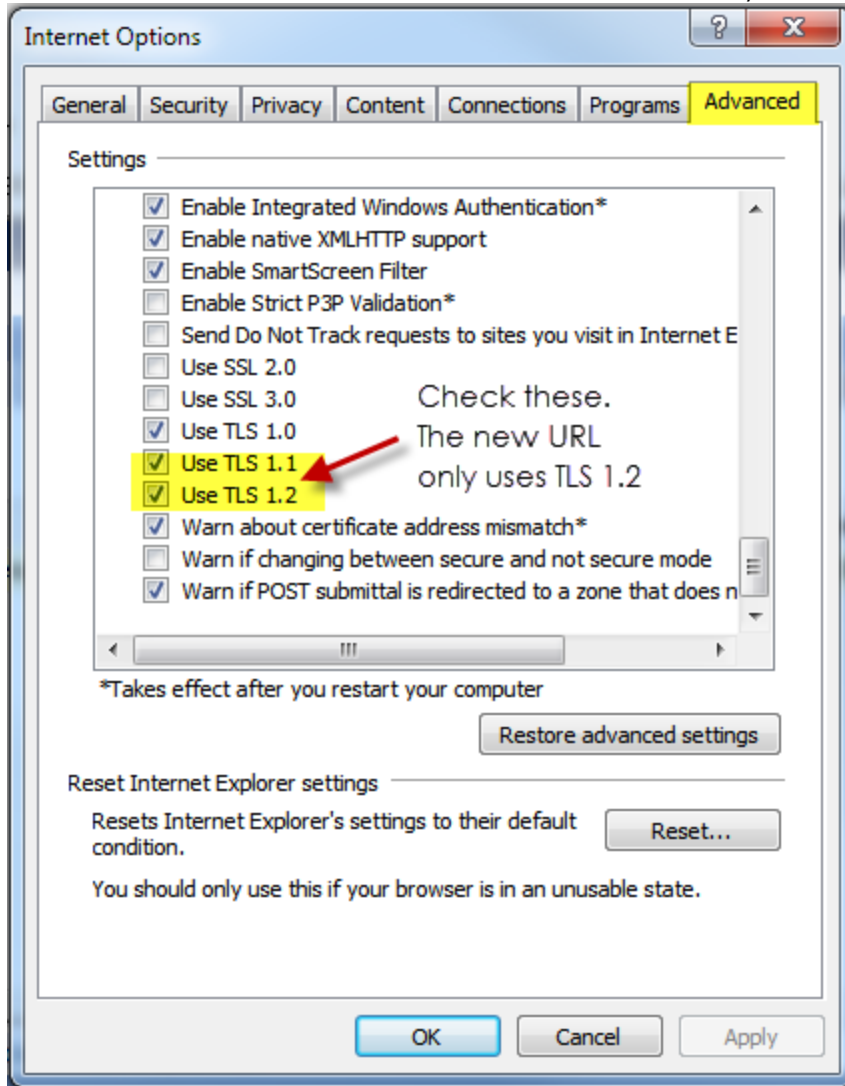 Internet Options
General Security Privacy Content Connections Programs Advanced
Settings
Enable Integrated Windows Authentication*
Enable native XMLHTTP support
Enable SmartScreen Filter
Enable Strict P3P Validation*
Send Do Not Track requests to sites you visit in Internet E
Use SSL 2.0
Use SSL 3.0
Use TLS 1.0
Use TLS 1.1
Use TLS 1.2
Check these.
The new URL
only uses TLS 1.2
Warn about certificate address mismatch*
Warn if changing between secure and not secure mode
Warn if POST submittal is redirected to a zone that does n
*Takes effect after you restart your computer
Restore advanced settings
Reset Internet Explorer settings
Resets Internet Explorer's settings to their default
condition.
Reset...
You should only use this if your browser is in an unusable state.
OK Cancel Apply